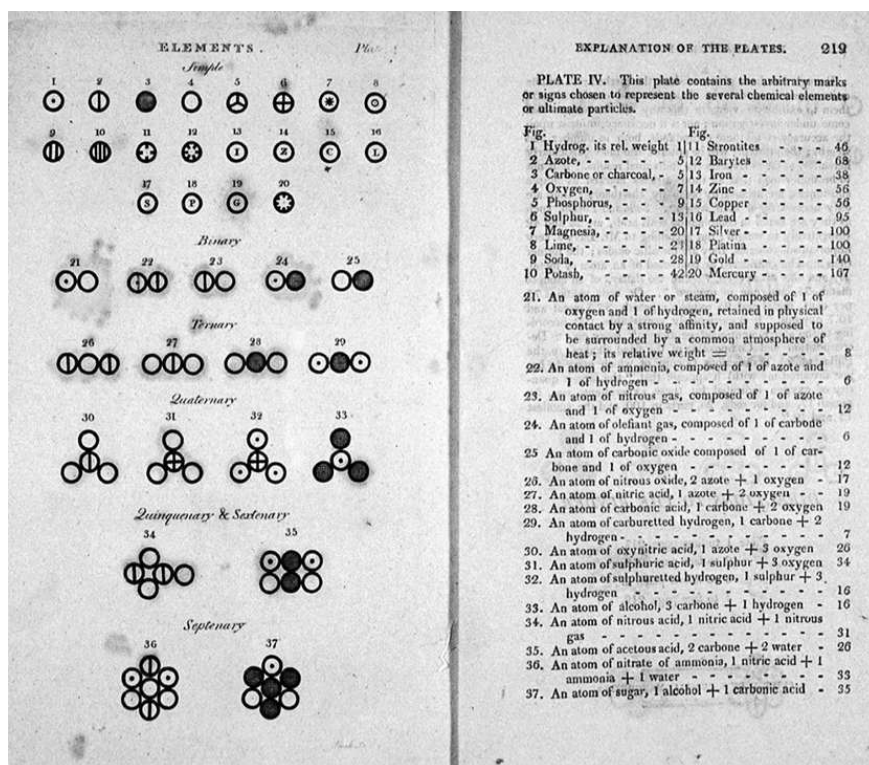 ELEMENTS.
Simple
1 2 3 4 5 6 7 8
9 10 11 12 13 14 15 16
I Z C L
17 18 19 20
S P G
Binary
21 22 23 24 25
Ternary
26 27 28 29
Quaternary
30 31 32 33
Quinquenary & Sextenary
34 35
Septenary
36 37
EXPLANATION OF THE PLATES. 219
PLATE IV. This plate contains the arbitrary marks
or signs chosen to represent the several chemical elements
or ultimate particles.
Fig. Fig.
1 Hydrog. its rel. weight 1 11 Strontites - - - 46
2 Azote, - - - - - 5 12 Barytes - - - 68
3 Carbone or charcoal, - 5 13 Iron - - - - 38
4 Oxygen, - - - - 7 14 Zinc - - - - 56
5 Phosphorus, - - - 9 15 Copper - - - 56
6 Sulphur, - - - - 13 16 Lead - - - - 95
7 Magnesia, - - - 20 17 Silver - - - - 100
8 Lime, - - - - - 23 18 Platina - - - 100
9 Soda, - - - - - 28 19 Gold - - - - 140
10 Potash, - - - - 42 20 Mercury - - - 167
21. An atom of water or steam, composed of 1 of
oxygen and 1 of hydrogen, retained in physical
contact by a strong affinity, and supposed to
be surrounded by a common atmosphere of
heat; its relative weight = - - - - - 8
22. An atom of ammonia, composed of 1 of azote and
1 of hydrogen - - - - - - - - - 6
23. An atom of nitrous gas, composed of 1 of azote
and 1 of oxygen - - - - - - - - 12
24. An atom of olefiant gas, composed of 1 of carbone
and 1 of hydrogen - - - - - - - - 6
25 An atom of carbonic oxide composed of 1 of car-
bone and 1 of oxygen - - - - - - - 12
26. An atom of nitrous oxide, 2 azote + 1 oxygen - 17
27. An atom of nitric acid, 1 azote + 2 oxygen - - 19
28. An atom of carbonic acid, 1 carbone + 2 oxygen 19
29. An atom of carburetted hydrogen, 1 carbone + 2
hydrogen - - - - - - - - - - 7
30. An atom of oxynitric acid, 1 azote + 3 oxygen 26
31. An atom of sulphuric acid, 1 sulphur + 3 oxygen 34
32. An atom of sulphuretted hydrogen, 1 sulphur + 3
hydrogen - - - - - - - - - - 16
33. An atom of alcohol, 3 carbone + 1 hydrogen - 16
34. An atom of nitrous acid, 1 nitric acid + 1 nitrous
gas - - - - - - - - - - - - 31
35. An atom of acetous acid, 2 carbone + 2 water - 26
36. An atom of nitrate of ammonia, 1 nitric acid + 1
ammonia + 1 water - - - - - - - 33
37. An atom of sugar, 1 alcohol + 1 carbonic acid - 35